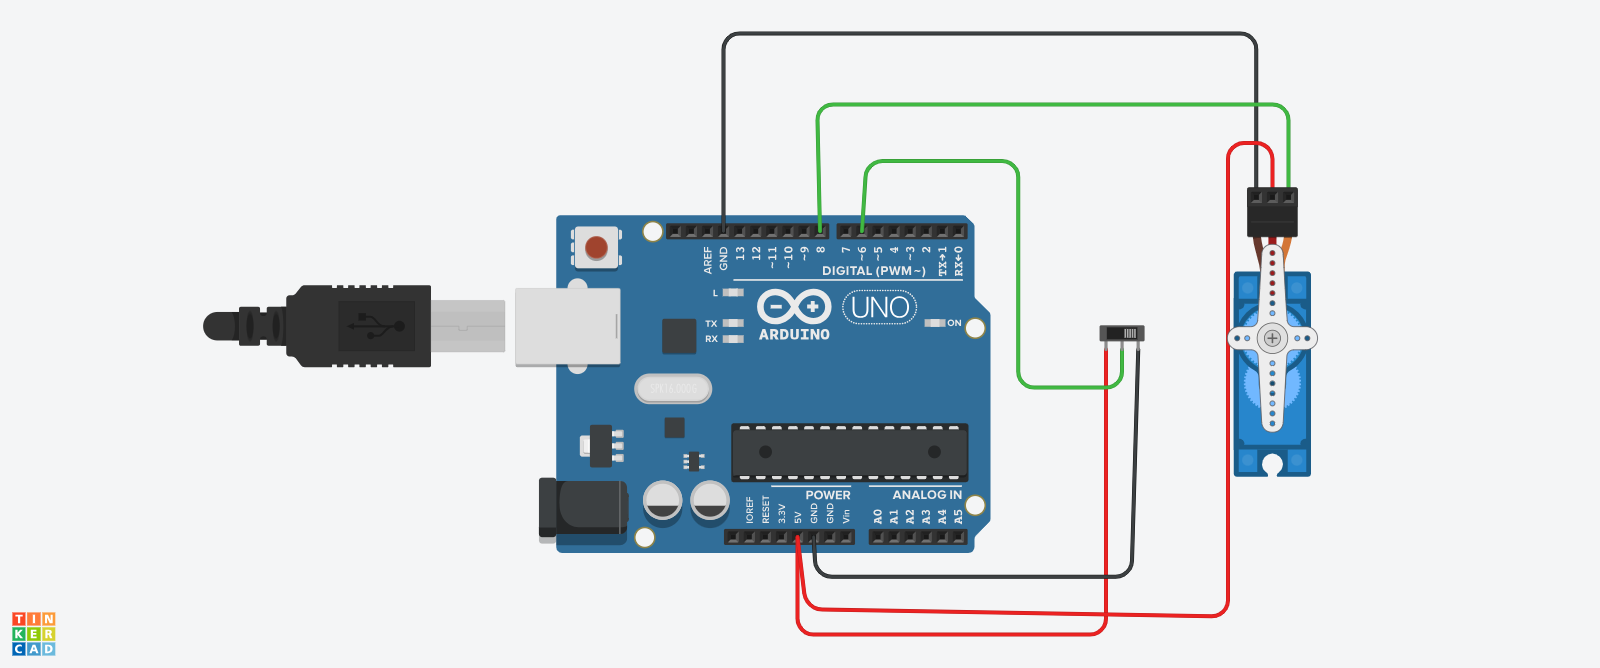 AREF
GND
13
12
~11
~10
~9
8
7
~6
~5
4
~3
2
TX→1
RX←0
DIGITAL (PWM~)
L
TX
RX
ARDUINO
UNO
ON
POWER
ANALOG IN
IOREF
RESET
3.3V
5V
GND
GND
Vin
A0
A1
A2
A3
A4
A5
TIN
KER
CAD